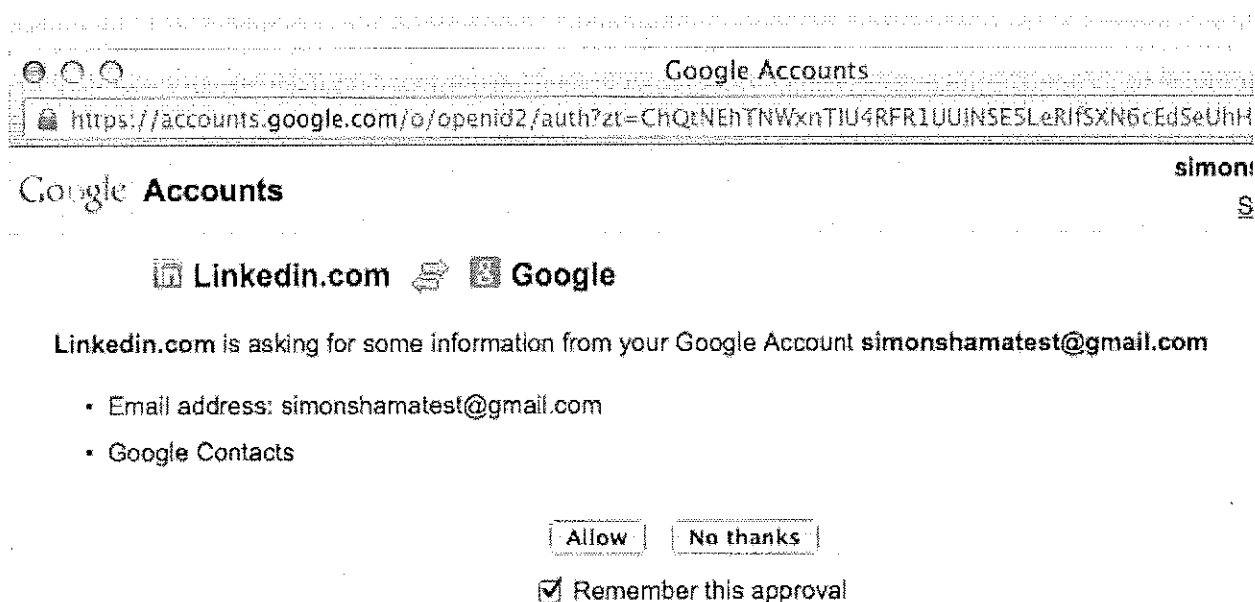 Google Accounts
https://accounts.google.com/o/openid2/auth?zt=
Google Accounts
simons
S
Linkedin.com Google
Linkedin.com is asking for some information from your Google Account simonshamatest@gmail.com
• Email address: simonshamatest@gmail.com
• Google Contacts
Allow No thanks
Remember this approval